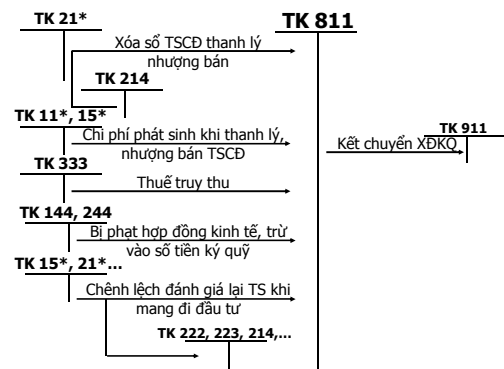 TK 21*
TK 811
Xóa sổ TSCĐ thanh lý
nhượng bán
TK 214
TK 11*, 15*
Chi phí phát sinh khi thanh lý,
nhượng bán TSCĐ
TK 911
Kết chuyển XĐKQ
TK 333
Thuế truy thu
TK 144, 244
Bị phạt hợp đồng kinh tế, trừ
vào số tiền ký quỹ
TK 15*, 21*...
Chênh lệch đánh giá lại TS khi
mang đi đầu tư
TK 222, 223, 214,...